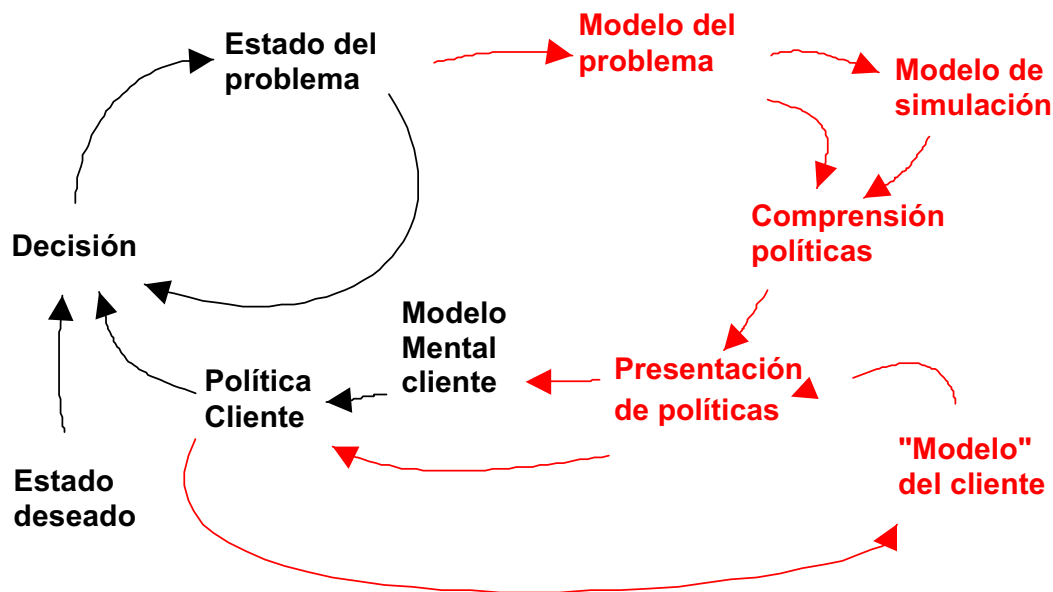 Estado del
problema
Modelo del
problema
Modelo de
simulación
Comprensión
políticas
Decisión
Modelo
Mental
cliente
Presentación
de políticas
Política
Cliente
"Modelo"
del cliente
Estado
deseado